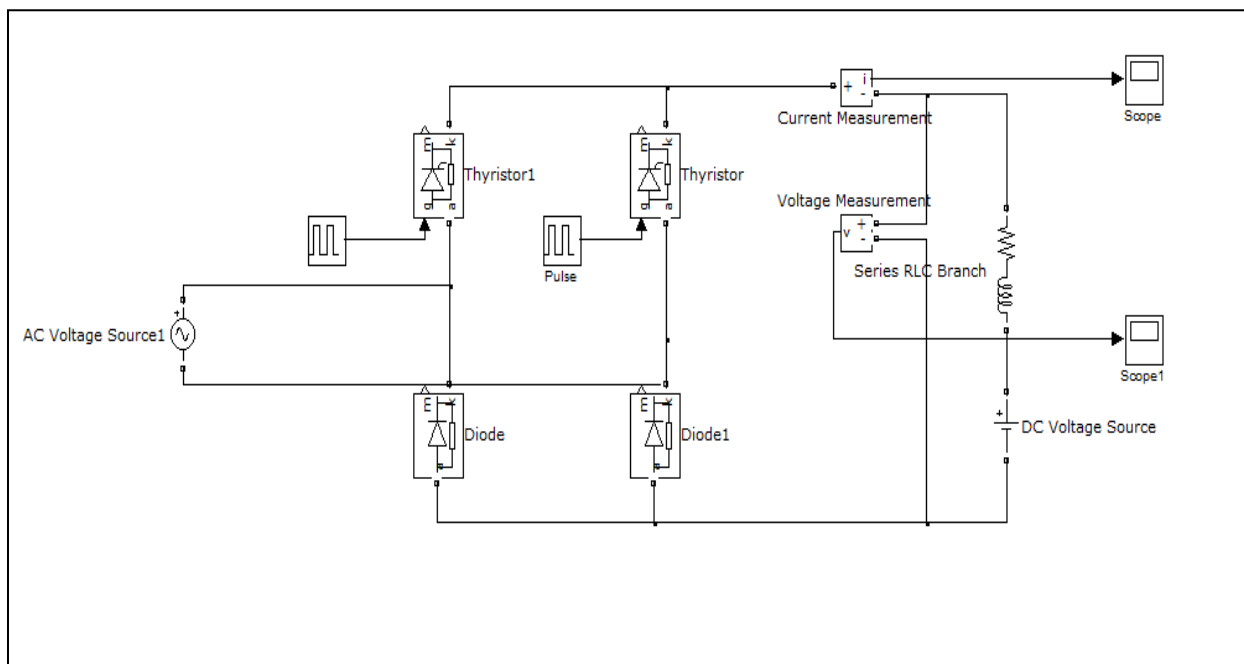 i
+
-
Current Measurement
Scope
m
k
Thyristor1
g
a
m
k
Thyristor
g
a
Voltage Measurement
v
+
-
Pulse
Series RLC Branch
+
AC Voltage Source1
Scope1
m
k
Diode
a
m
k
Diode1
a
+
DC Voltage Source